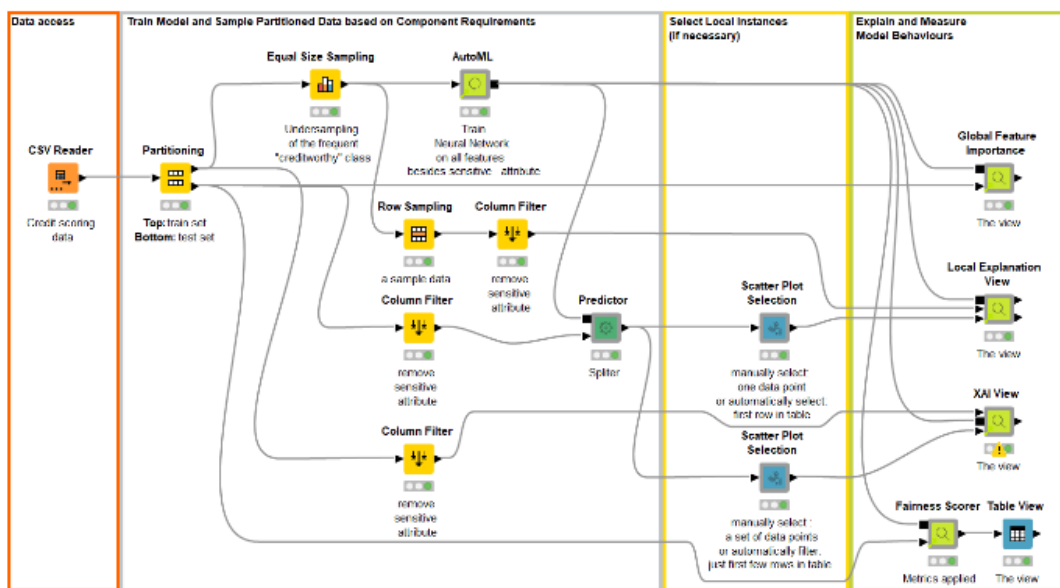 Data access
Train Model and Sample Partitioned Data based on Component Requirements
Select Local Instances
(if necessary)
Explain and Measure
Model Behaviours
Equal Size Sampling
AutoML
Undersampling
of the frequent
"creditworthy" class
Train
Neural Network
on all features
besides sensitive attribute
Global Feature
Importance
The view
CSV Reader
Credit scoring
data
Partitioning
Top: train set
Bottom: test set
Row Sampling
a sample data
Column Filter
remove
sensitive
attribute
Local Explanation
View
The view
Column Filter
remove
sensitive
attribute
Predictor
Spliter
Scatter Plot
Selection
manually select:
one data point
or automatically select:
first row in table
XAI View
The view
Column Filter
remove
sensitive
attribute
Scatter Plot
Selection
manually select :
a set of data points
or automatically filter:
just first few rows in table
Fairness Scorer
Metrics applied
Table View
The view